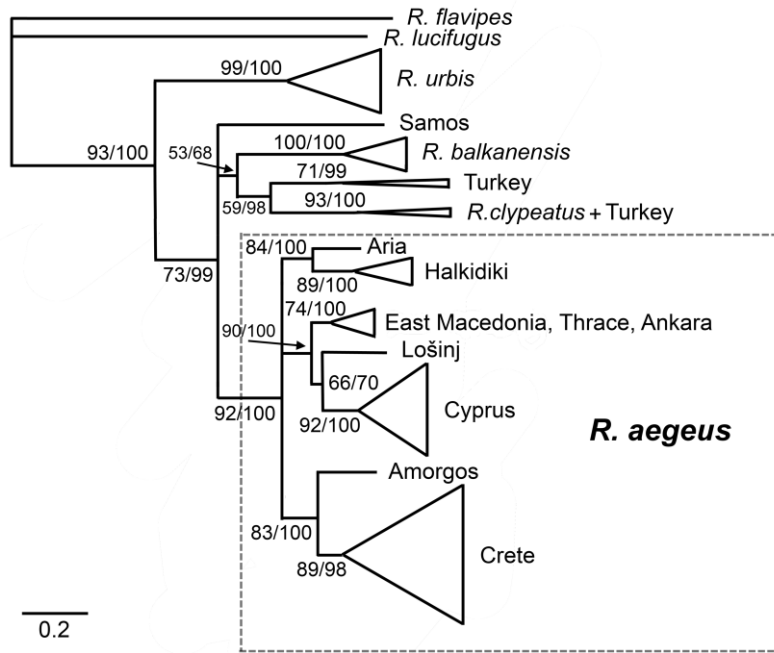 R. flavipes
R. lucifugus
99/100
R. urbis
Samos
93/100
53/68
100/100
R. balkanensis
71/99
Turkey
59/98
93/100
R.clypeatus + Turkey
84/100
Aria
73/99
89/100
Halkidiki
74/100
East Macedonia, Thrace, Ankara
90/100
Lošinj
66/70
92/100
92/100
Cyprus
R. aegeus
Amorgos
83/100
89/98
Crete
0.2